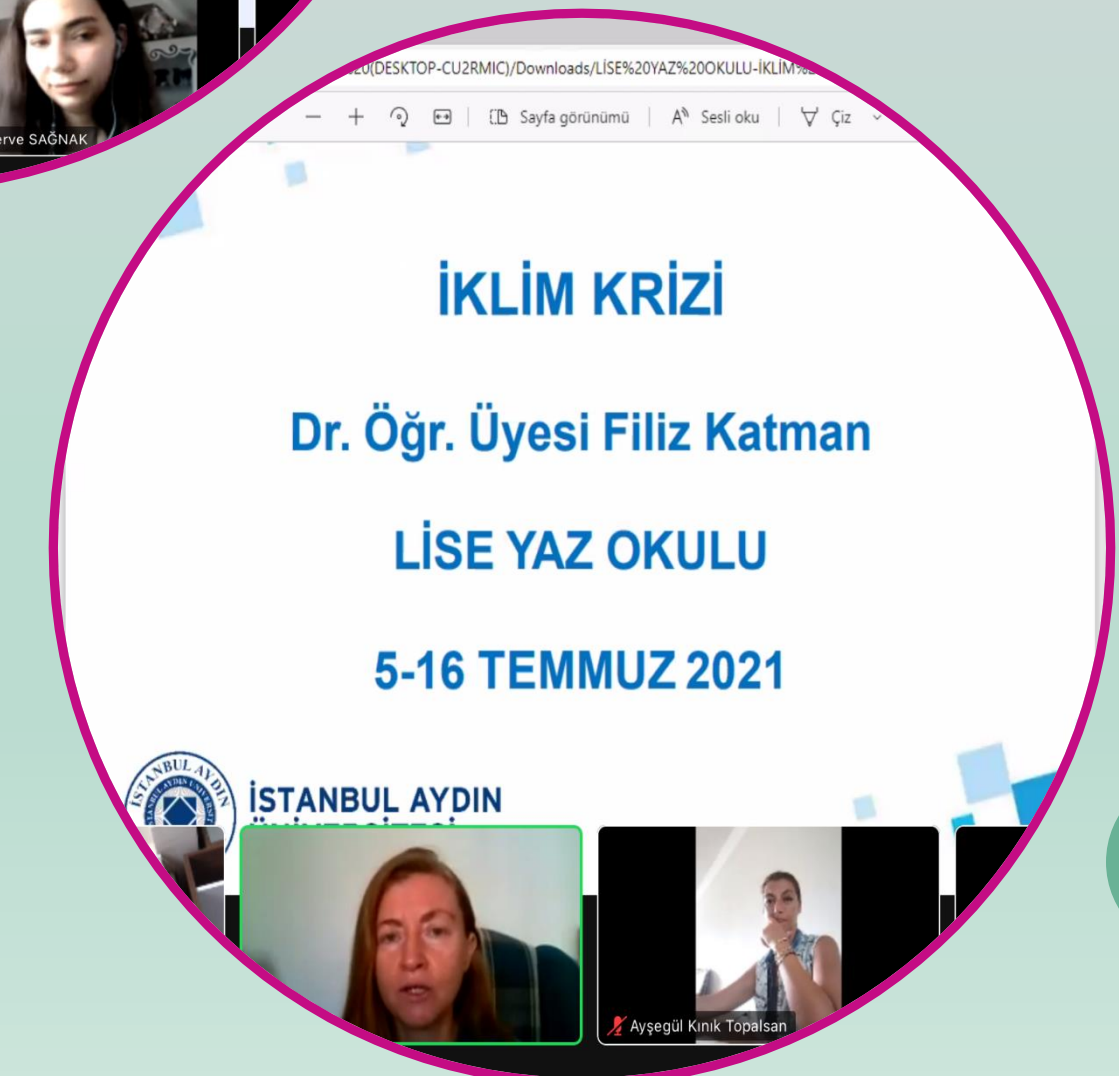 erve SAĞNAK
(DESKTOP-CU2RMIC)/Downloads/LİSE%20YAZ%20OKULU-İKLİM%
Sayfa görünümü
Sesli oku
Çiz
İKLİM KRİZİ
Dr. Öğr. Üyesi Filiz Katman
LİSE YAZ OKULU
5-16 TEMMUZ 2021
İSTANBUL AYDIN
Ayşegül Kınık Topalsan